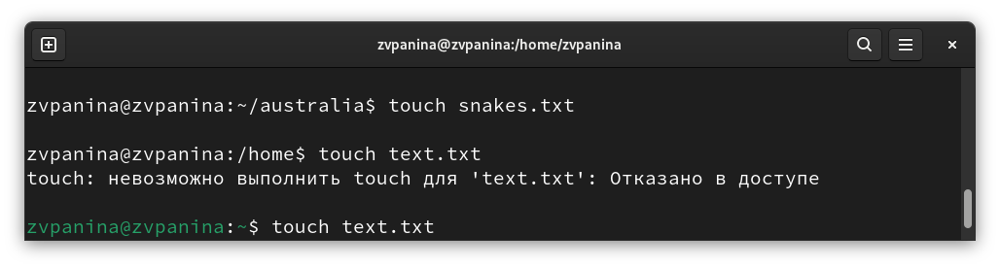 zvpanina@zvpanina:/home/zvpanina
zvpanina@zvpanina:~/australia$ touch snakes.txt
zvpanina@zvpanina:/home$ touch text.txt
touch: невозможно выполнить touch для 'text.txt': Отказано в доступе
zvpanina@zvpanina:~$ touch text.txt